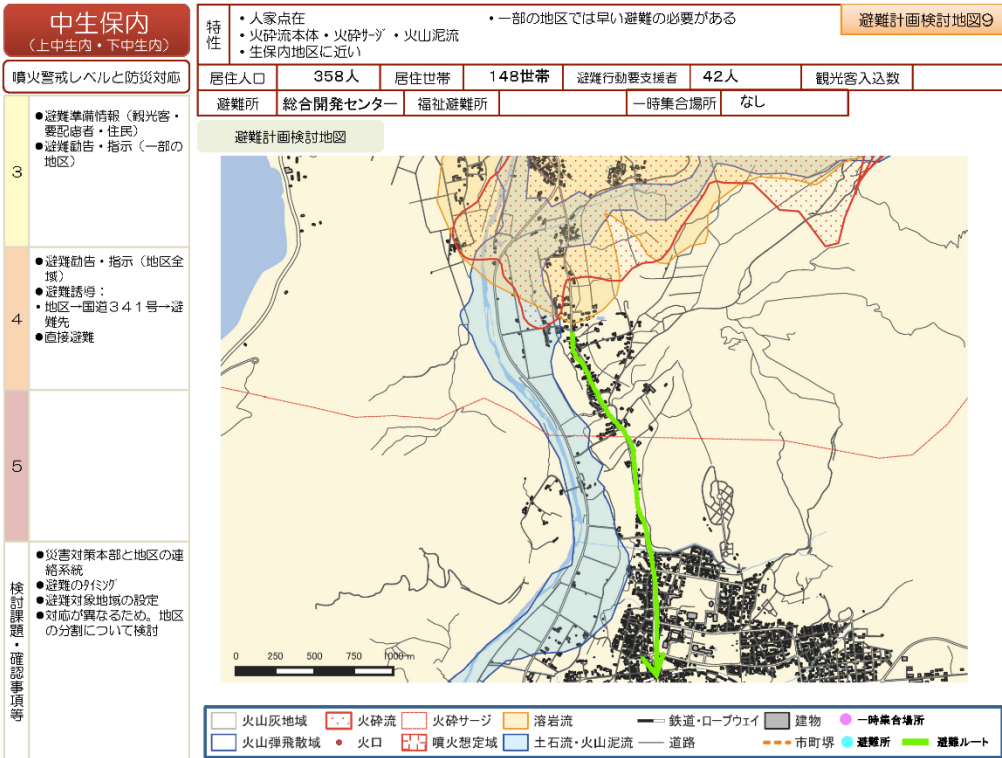 中生保内
(上中生内・下中生内)
特性
・人家点在
・火砕流本体・火砕サージ・火山泥流
・生保内地区に近い
・一部の地区では早い避難の必要がある
避難計画検討地図9
噴火警戒レベルと防災対応
居住人口 358人 居住世帯 148世帯 避難行動要支援者 42人 観光客入込数
避難所 総合開発センター 福祉避難所 一時集合場所 なし
避難計画検討地図
3
●避難準備情報（観光客・
要配慮者・住民）
●避難勧告・指示（一部の
地区）
4
●避難勧告・指示（地区全
域）
●避難誘導：
・地区→国道341号→避
難先
●直接避難
5
検討課題・確認事項等
●災害対策本部と地区の連
絡系統
●避難のタイミング
●避難対象地域の設定
●対応が異なるため。地区
の分割について検討
0 250 500 750 1000 m
火山灰地域 火砕流 火砕サージ 溶岩流 鉄道・ロープウェイ 建物 一時集合場所
火山弾飛散域 火口 噴火想定域 土石流・火山泥流 道路 市町堺 避難所 避難ルート